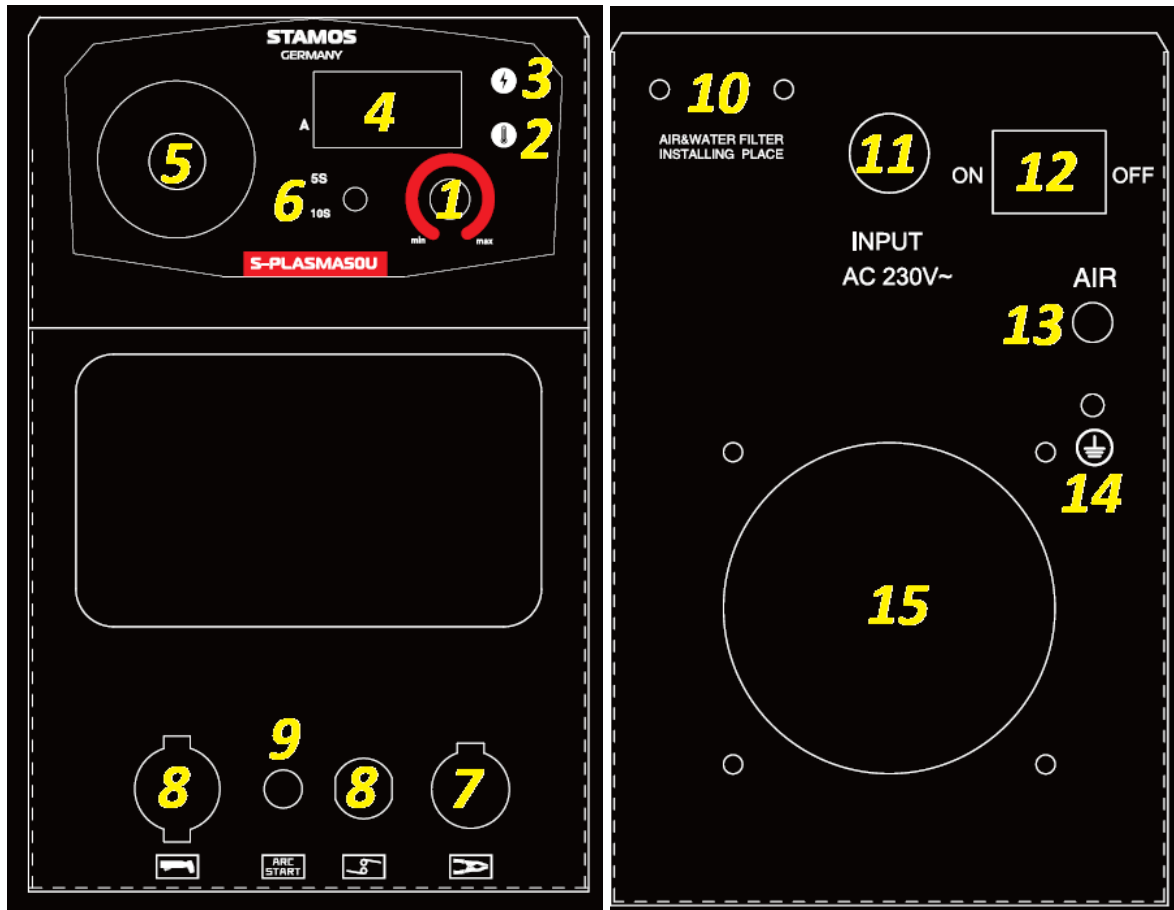 STAMOS
GERMANY
3
A
4
2
5
5S
6
10S
1
min
max
S-PLASMA50U
9
8
8
7
ARC
START
10
AIR&WATER FILTER
INSTALLING PLACE
11
ON
12
OFF
INPUT
AC 230V~
AIR
13
14
15